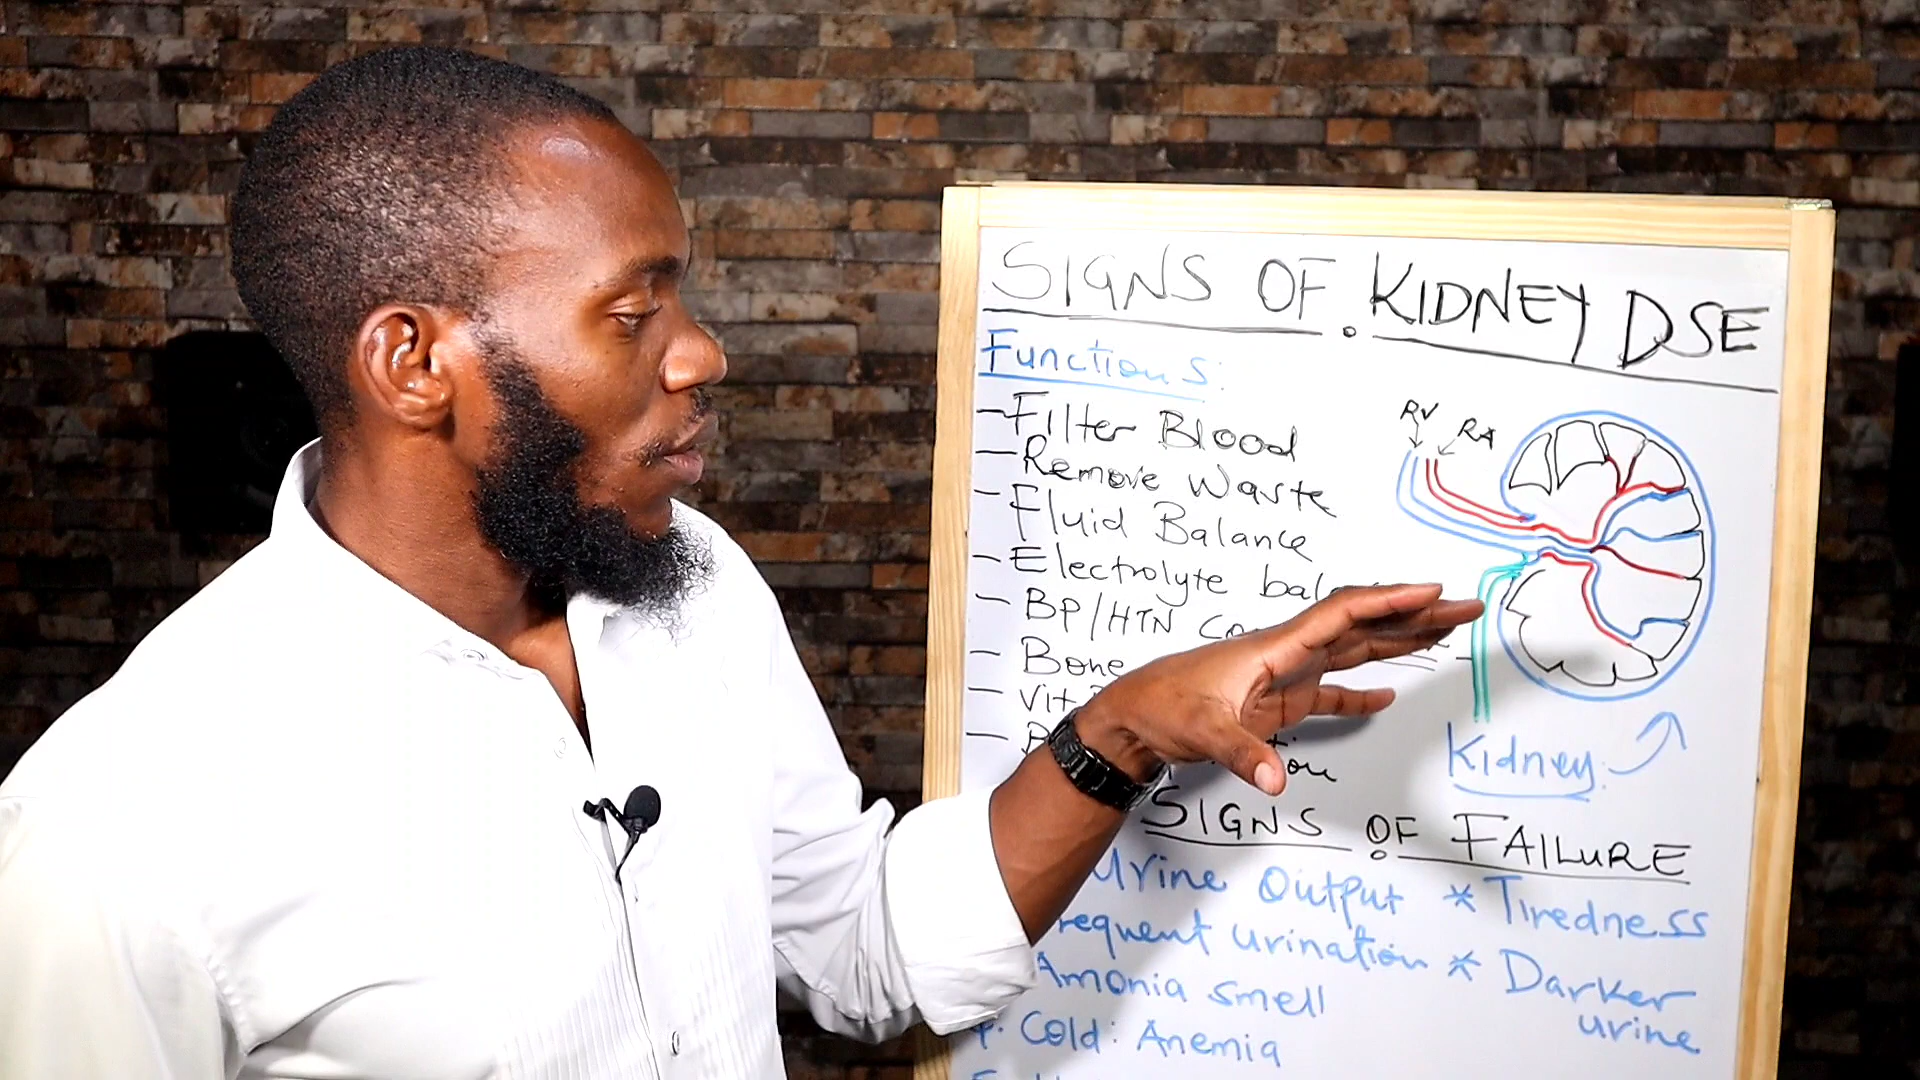 SIGNS OF KIDNEY DSE
Functions:
- Filter Blood
- Remove Waste
- Fluid Balance
- Electrolyte
- BP/HTN
- Bone
- Vit
RV
RA
Kidney
SIGNS OF FAILURE
Urine Output * Tiredness
requent urination * Darker urine
Amonia smell
Cold: Anemia